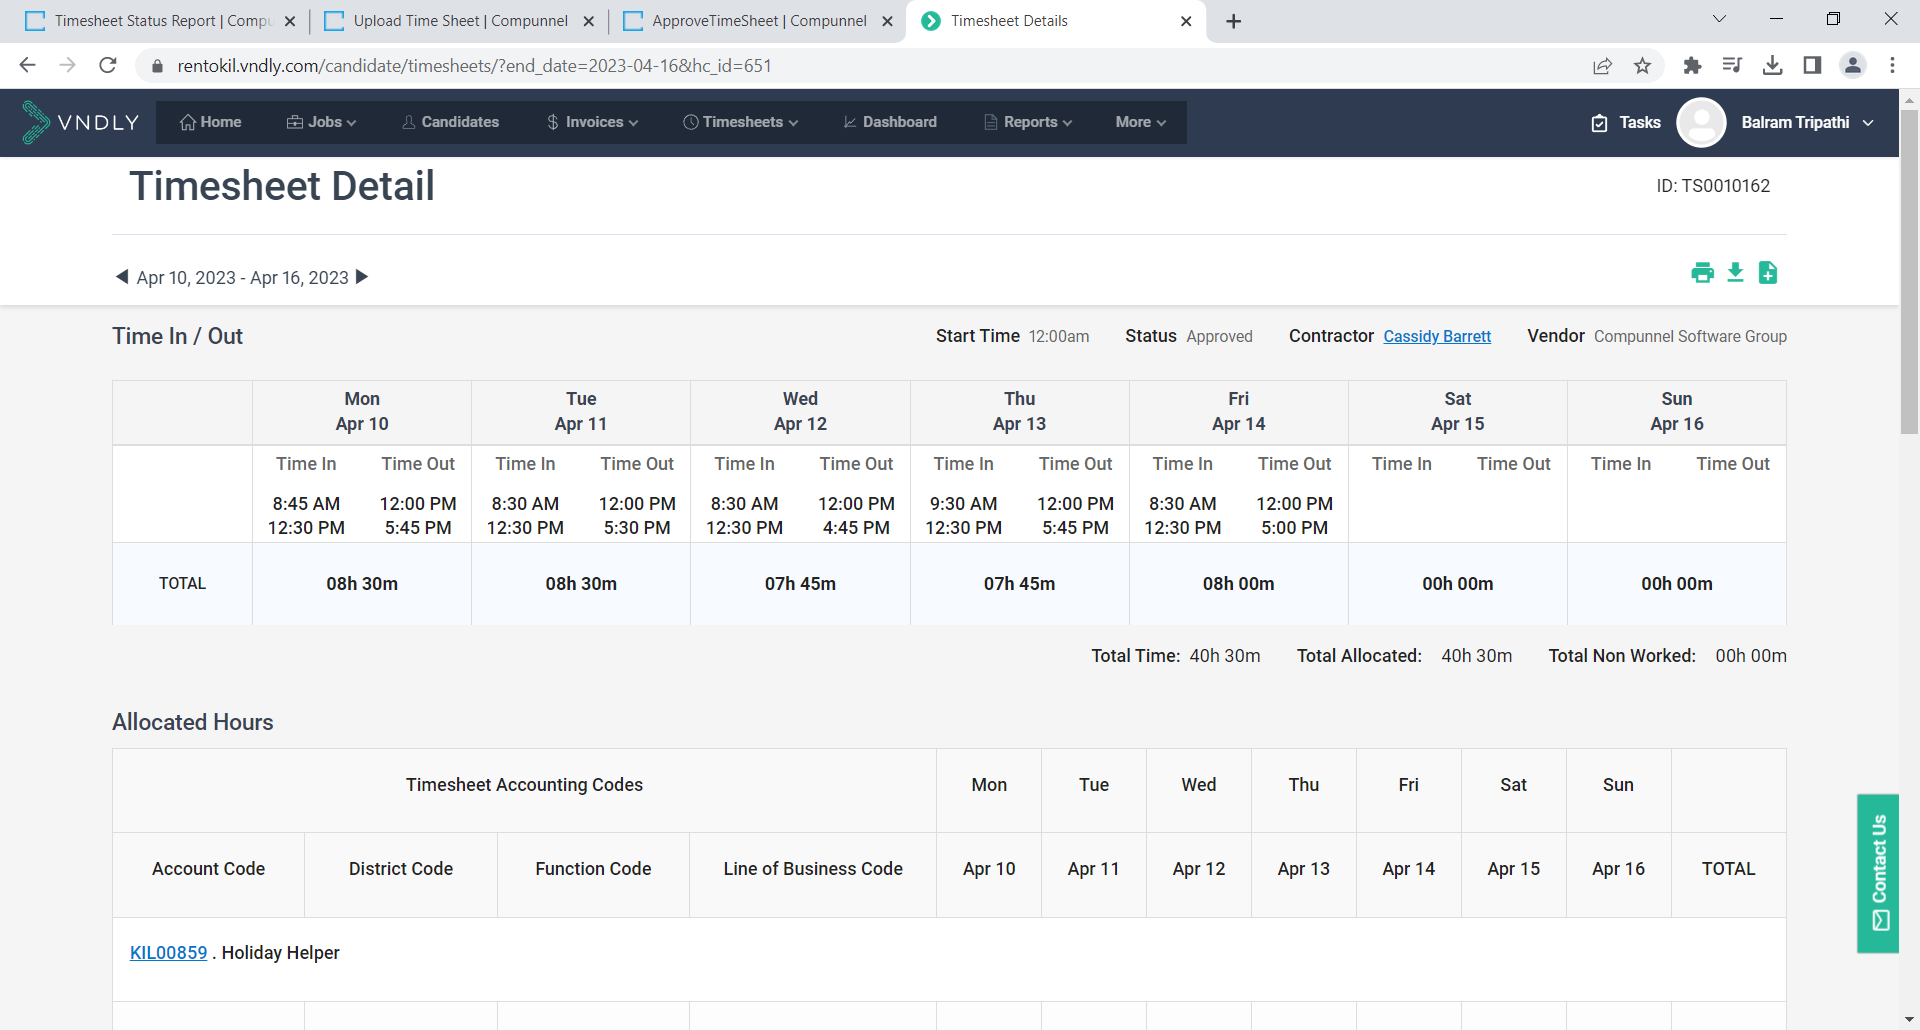 Timesheet Status Report | Compu
Upload Time Sheet | Compunnel
ApproveTimeSheet | Compunnel
Timesheet Details
rentokil.vndly.com/candidate/timesheets/?end_date=2023-04-16&hc_id=651
VNDLY Home Jobs Candidates $ Invoices Timesheets Dashboard Reports More Tasks Balram Tripathi
Timesheet Detail
ID: TS0010162
Apr 10, 2023 - Apr 16, 2023
Time In / Out Start Time 12:00am Status Approved Contractor Cassidy Barrett Vendor Compunnel Software Group
Mon Tue Wed Thu Fri Sat Sun
Apr 10 Apr 11 Apr 12 Apr 13 Apr 14 Apr 15 Apr 16
Time In Time Out Time In Time Out Time In Time Out Time In Time Out Time In Time Out Time In Time Out Time In Time Out
8:45 AM 12:00 PM 8:30 AM 12:00 PM 8:30 AM 12:00 PM 9:30 AM 12:00 PM 8:30 AM 12:00 PM
12:30 PM 5:45 PM 12:30 PM 5:30 PM 12:30 PM 4:45 PM 12:30 PM 5:45 PM 12:30 PM 5:00 PM
TOTAL 08h 30m 08h 30m 07h 45m 07h 45m 08h 00m 00h 00m 00h 00m
Total Time: 40h 30m Total Allocated: 40h 30m Total Non Worked: 00h 00m
Allocated Hours
Timesheet Accounting Codes Mon Tue Wed Thu Fri Sat Sun
Account Code District Code Function Code Line of Business Code Apr 10 Apr 11 Apr 12 Apr 13 Apr 14 Apr 15 Apr 16 TOTAL
KIL00859 . Holiday Helper
Contact Us